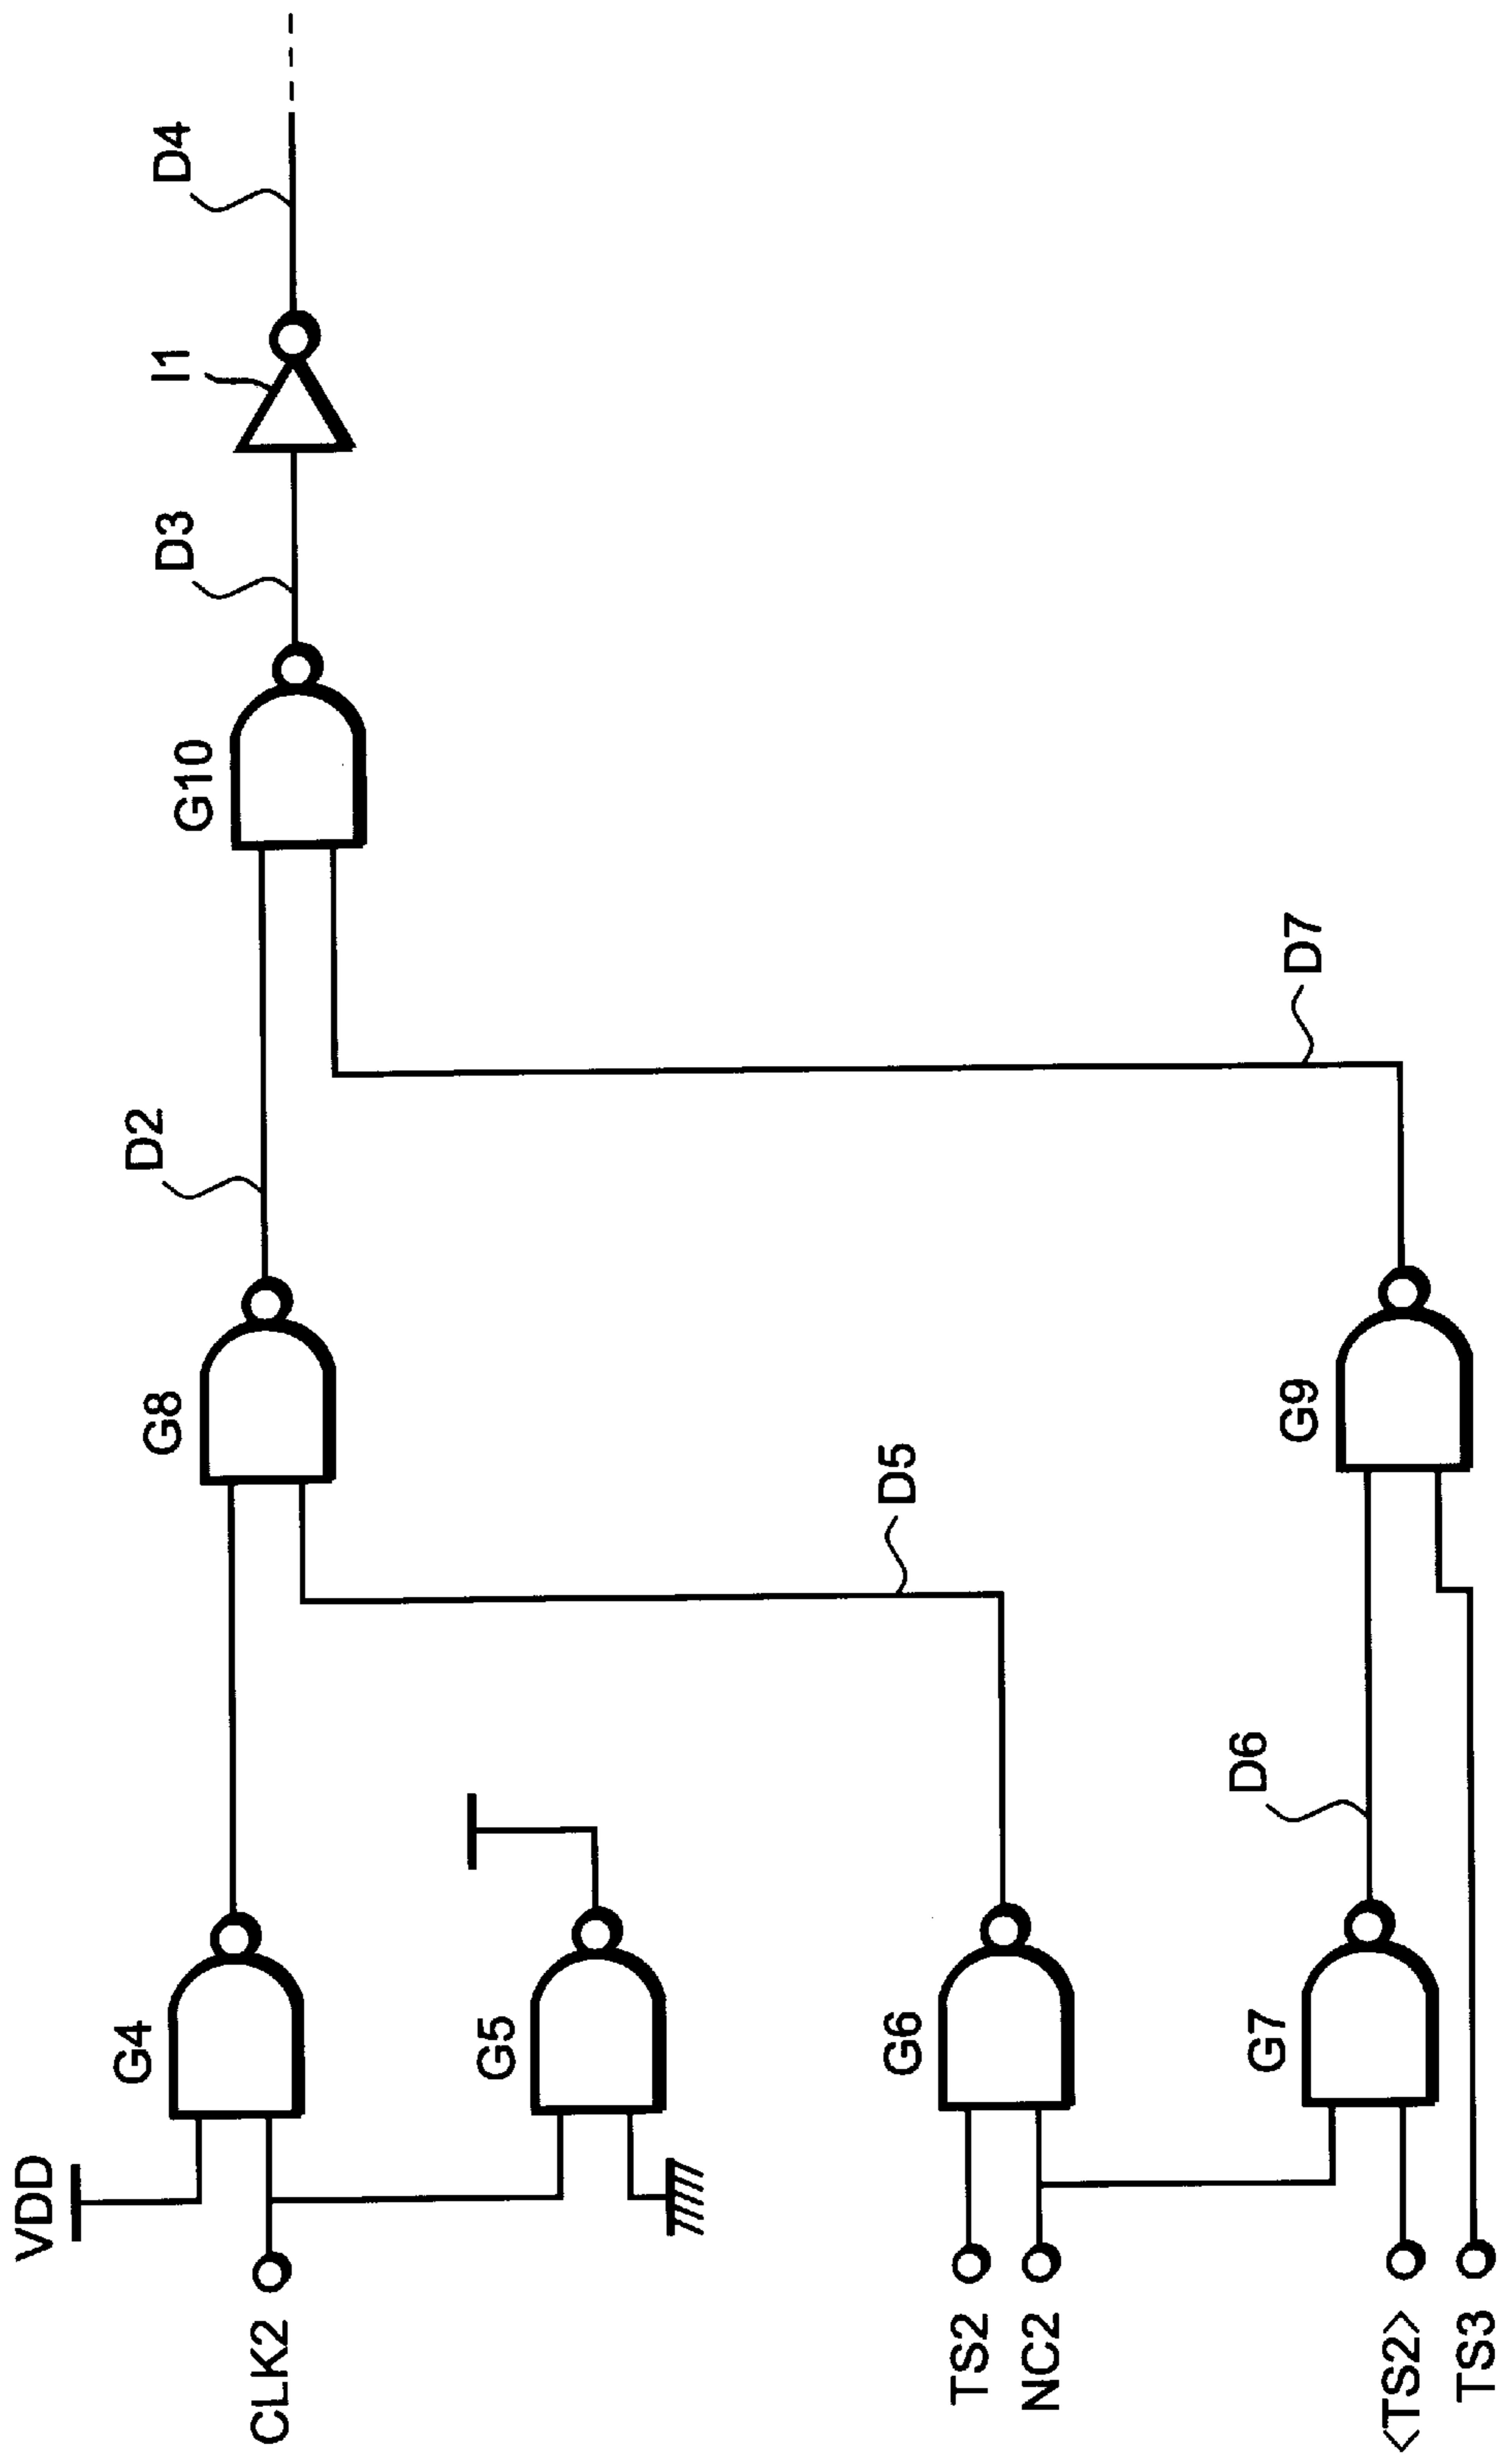 VDD
CLK2
G4
G5
TS2
NC2
G6
<TS2>
TS3
G7
D6
D5
G8
G9
D2
D7
G10
D3
I1
D4